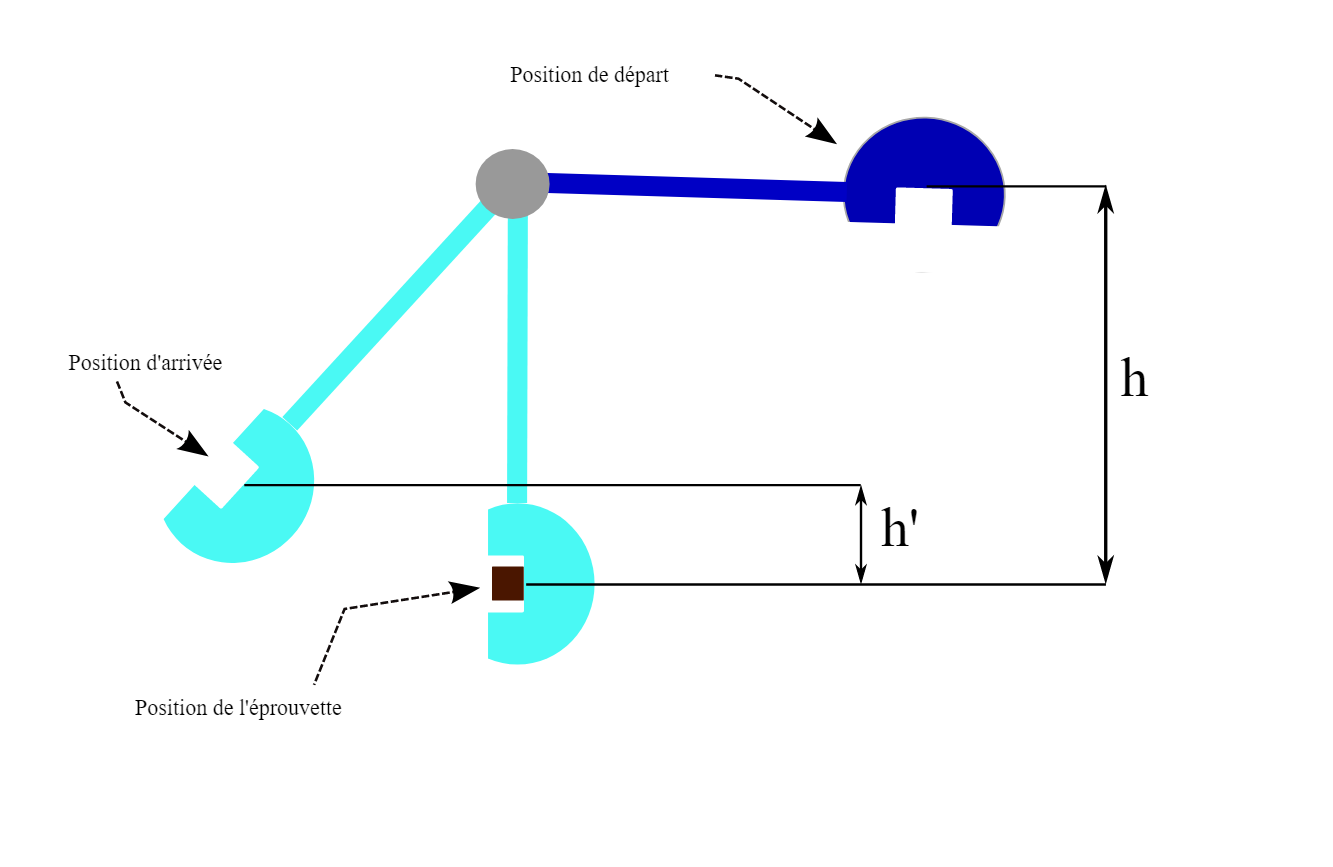 Position de départ
Position d'arrivée
h
h'
Position de l'éprouvette